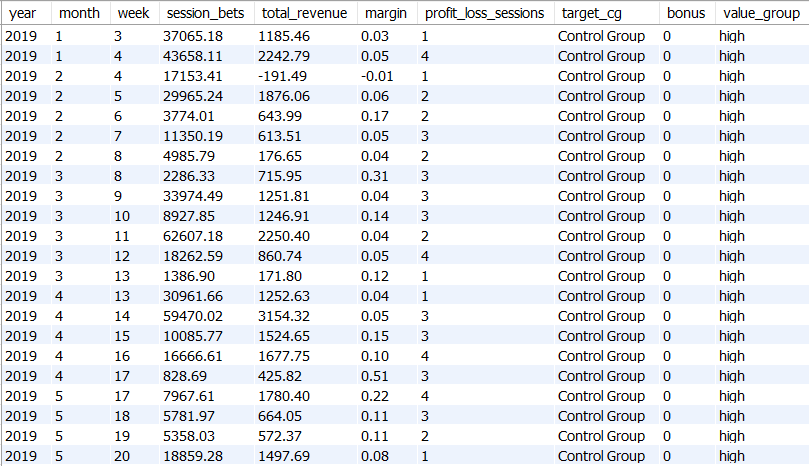 year month week session_bets total_revenue margin profit_loss_sessions target_cg bonus value_group
2019 1 3 37065.18 1185.46 0.03 1 Control Group 0 high
2019 1 4 43658.11 2242.79 0.05 4 Control Group 0 high
2019 2 4 17153.41 -191.49 -0.01 1 Control Group 0 high
2019 2 5 29965.24 1876.06 0.06 2 Control Group 0 high
2019 2 6 3774.01 643.99 0.17 2 Control Group 0 high
2019 2 7 11350.19 613.51 0.05 3 Control Group 0 high
2019 2 8 4985.79 176.65 0.04 2 Control Group 0 high
2019 3 8 2286.33 715.95 0.31 3 Control Group 0 high
2019 3 9 33974.49 1251.81 0.04 3 Control Group 0 high
2019 3 10 8927.85 1246.91 0.14 3 Control Group 0 high
2019 3 11 62607.18 2250.40 0.04 2 Control Group 0 high
2019 3 12 18262.59 860.74 0.05 4 Control Group 0 high
2019 3 13 1386.90 171.80 0.12 1 Control Group 0 high
2019 4 13 30961.66 1252.63 0.04 1 Control Group 0 high
2019 4 14 59470.02 3154.32 0.05 3 Control Group 0 high
2019 4 15 10085.77 1524.65 0.15 3 Control Group 0 high
2019 4 16 16666.61 1677.75 0.10 4 Control Group 0 high
2019 4 17 828.69 425.82 0.51 3 Control Group 0 high
2019 5 17 7967.61 1780.40 0.22 4 Control Group 0 high
2019 5 18 5781.97 664.05 0.11 3 Control Group 0 high
2019 5 19 5358.03 572.37 0.11 2 Control Group 0 high
2019 5 20 18859.28 1497.69 0.08 1 Control Group 0 high